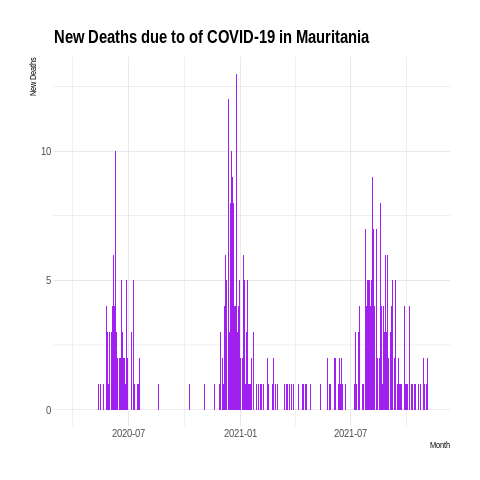 New Deaths due to of COVID-19 in Mauritania
New Deaths
10
5
0
2020-07
2021-01
2021-07
Month